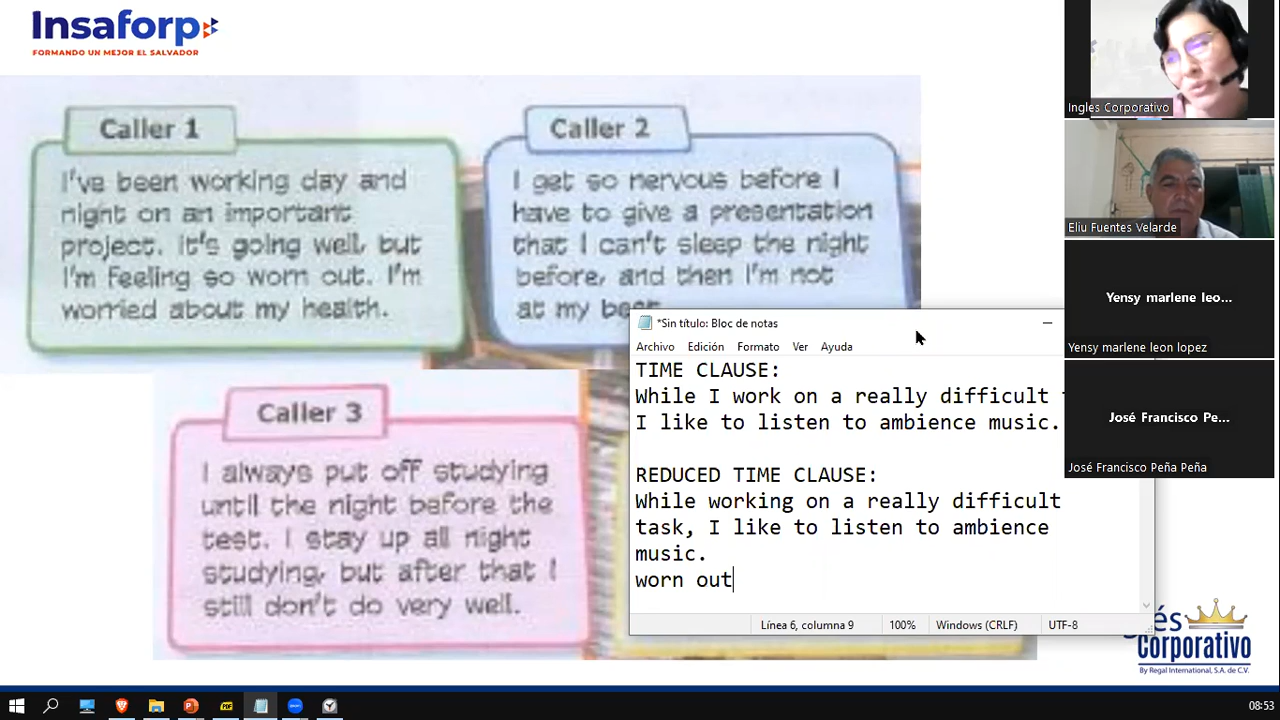 Insaforp
FORMANDO UN MEJOR EL SALVADOR
Caller 1
I've been working day and
night on an important
project. It's going well, but
I'm feeling so worn out. I'm
worried about my health.
Caller 2
I get so nervous before I
have to give a presentation
that I can't sleep the night
before, and then I'm not
at my best
Caller 3
I always put off studying
until the night before the
test. I stay up all night
studying, but after that I
still don't do very well.
*Sin título: Bloc de notas
Archivo Edición Formato Ver Ayuda
TIME CLAUSE:
While I work on a really difficult
I like to listen to ambience music.
REDUCED TIME CLAUSE:
While working on a really difficult
task, I like to listen to ambience
music.
worn out
Línea 6, columna 9 100% Windows (CRLF) UTF-8
Ingles Corporativo
Eliu Fuentes Velarde
Yensy marlene leo...
Yensy marlene leon lopez
José Francisco Pe...
José Francisco Peña Peña
Corporativo
By Regal International, S.A. de C.V.
PDF
08:53